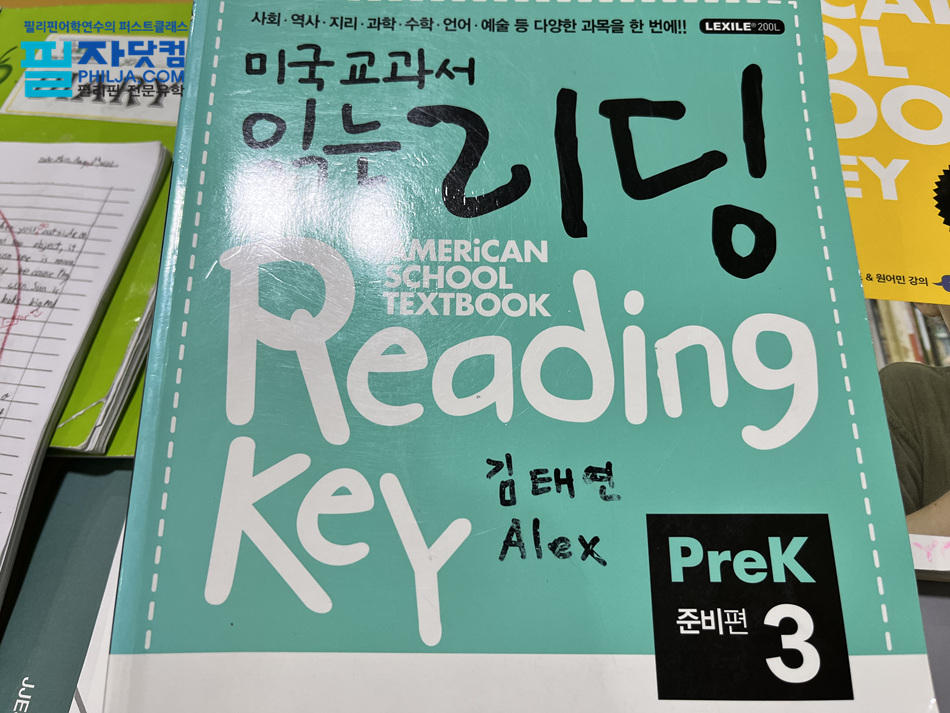 필리핀어학연수의 퍼스트클래스
필자닷컴
PHILJA.COM
필리핀 전문유학
사회·역사·지리·과학·수학·언어·예술 등 다양한 과목을 한 번에!!
LEXILE® 200L
미국교과서
읽는 리딩
AMERiCAN
SCHOOL
TEXTBOOK
Reading
Key
김태연
Alex
PreK
준비편
3
EY
& 원어민 강의
JJE